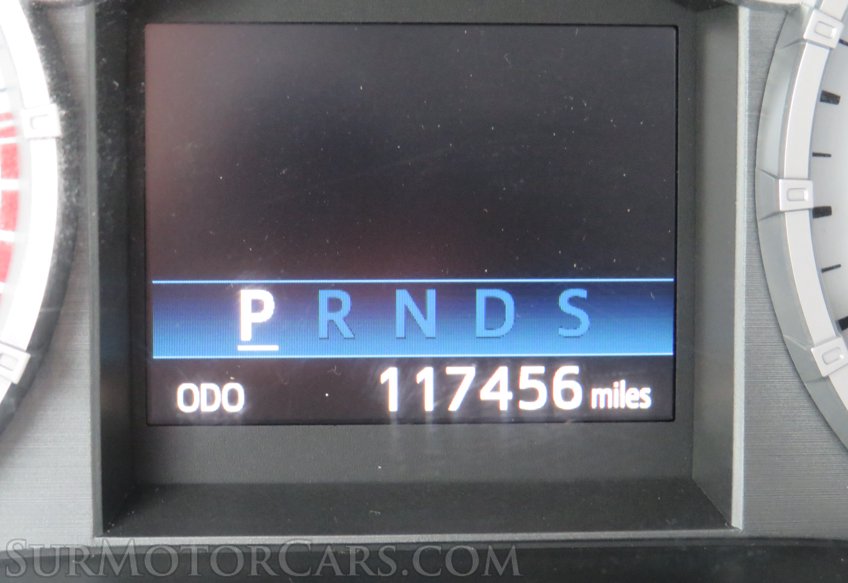 P R N D S
ODO 117456 miles
SurMotorCars.com